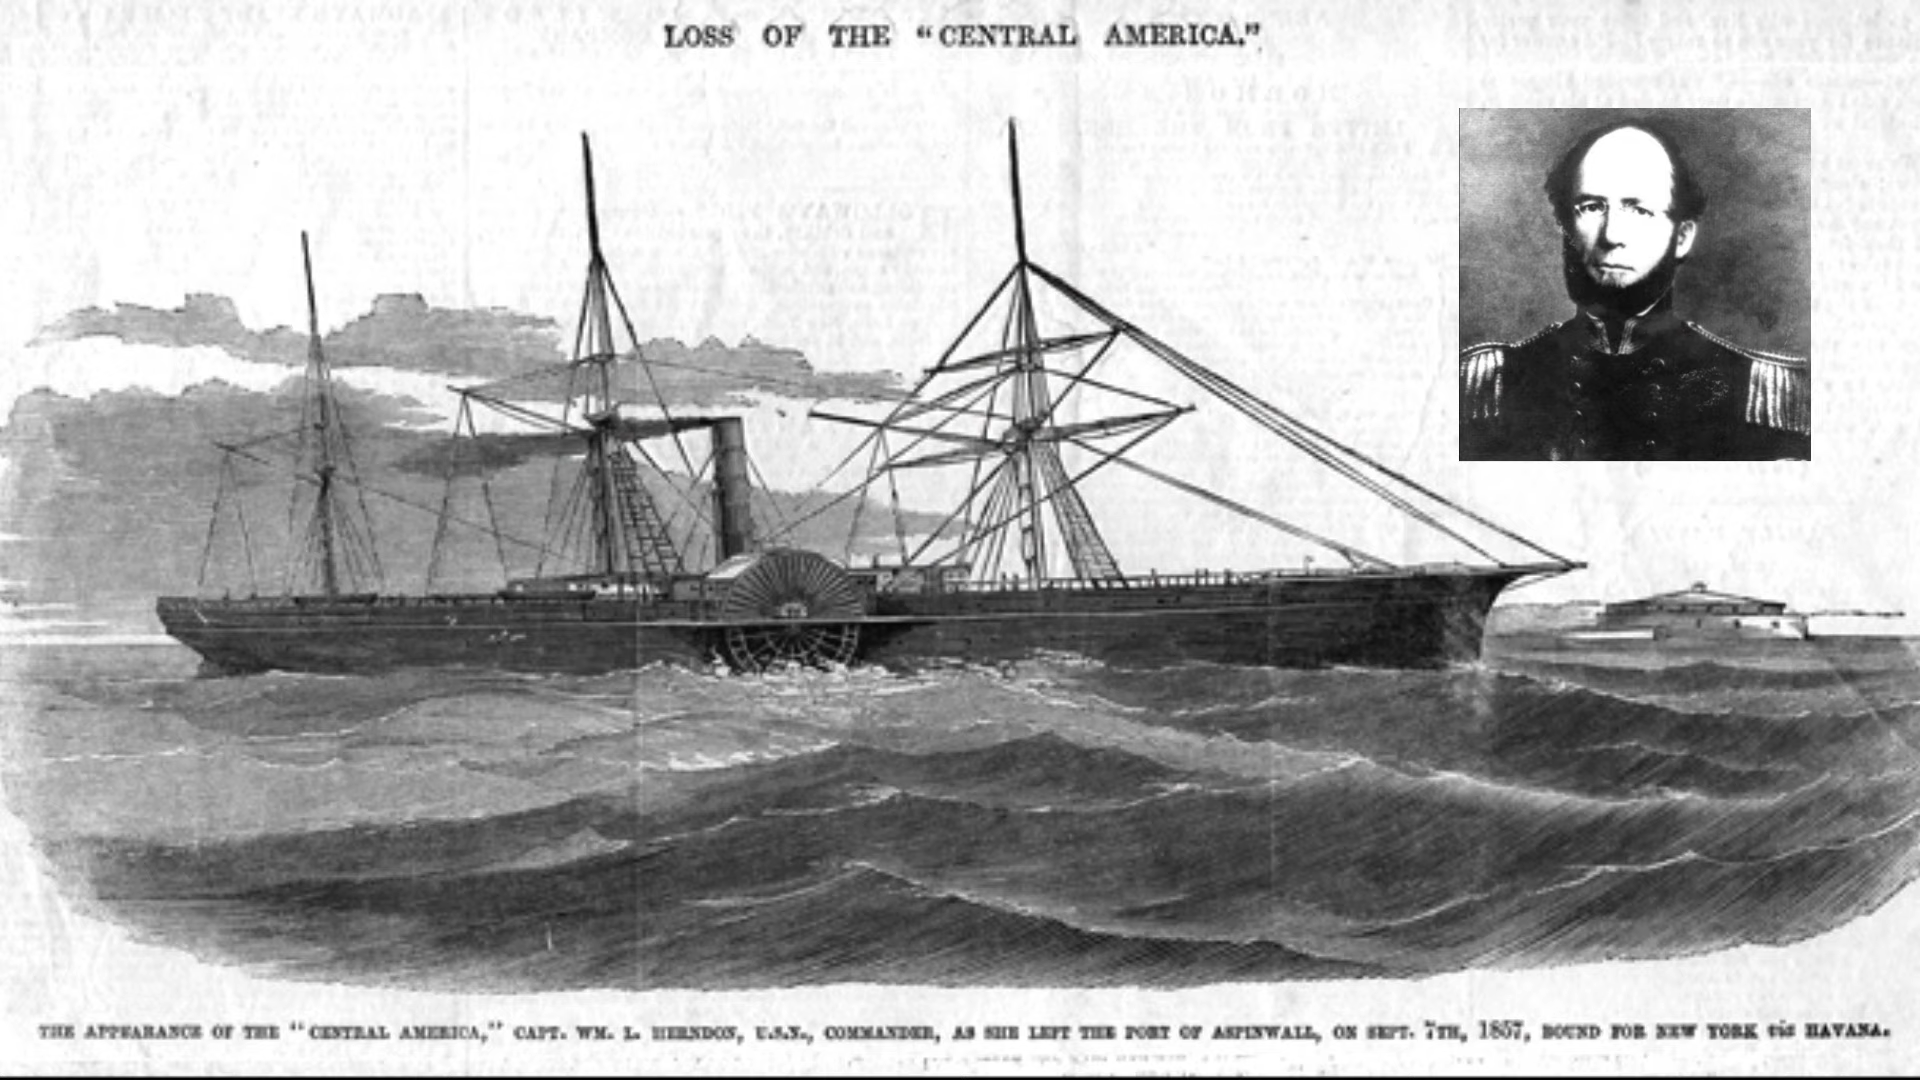 LOSS OF THE "CENTRAL AMERICA."
THE APPEARANCE OF THE "CENTRAL AMERICA," CAPT. WM. L. HERNDON, U.S.N., COMMANDER, AS SHE LEFT THE PORT OF ASPINWALL, ON SEPT. 7TH, 1857, BOUND FOR NEW YORK via HAVANA.